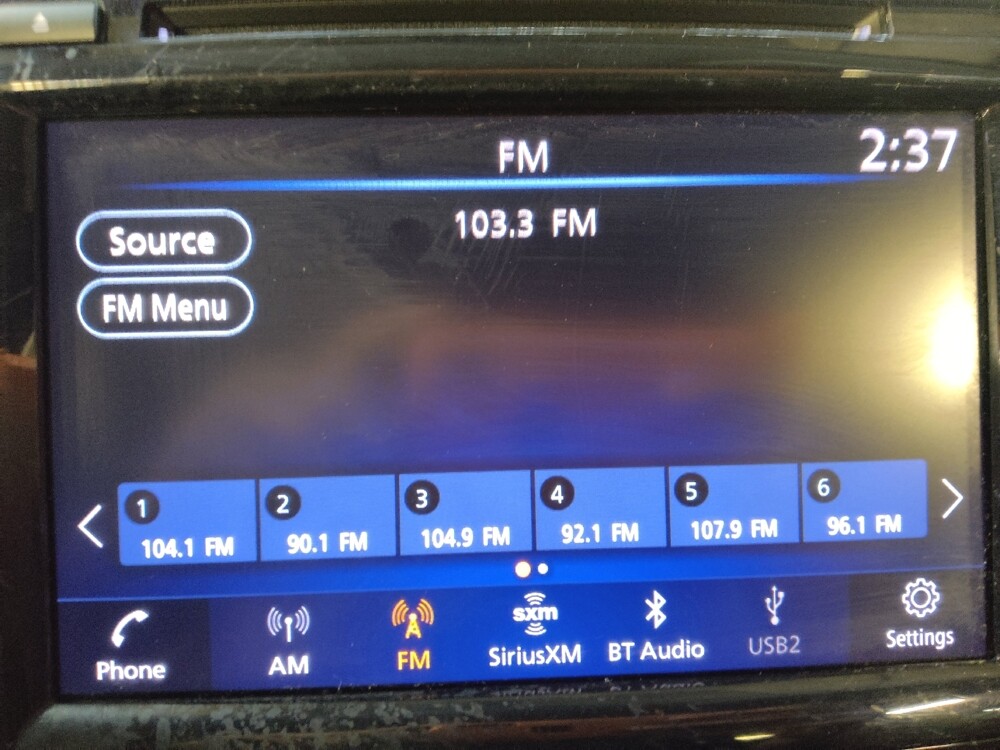 FM
2:37
103.3 FM
Source
FM Menu
1 2 3 4 5 6
104.1 FM 90.1 FM 104.9 FM 92.1 FM 107.9 FM 96.1 FM
sxm
Phone AM FM SiriusXM BT Audio USB2 Settings